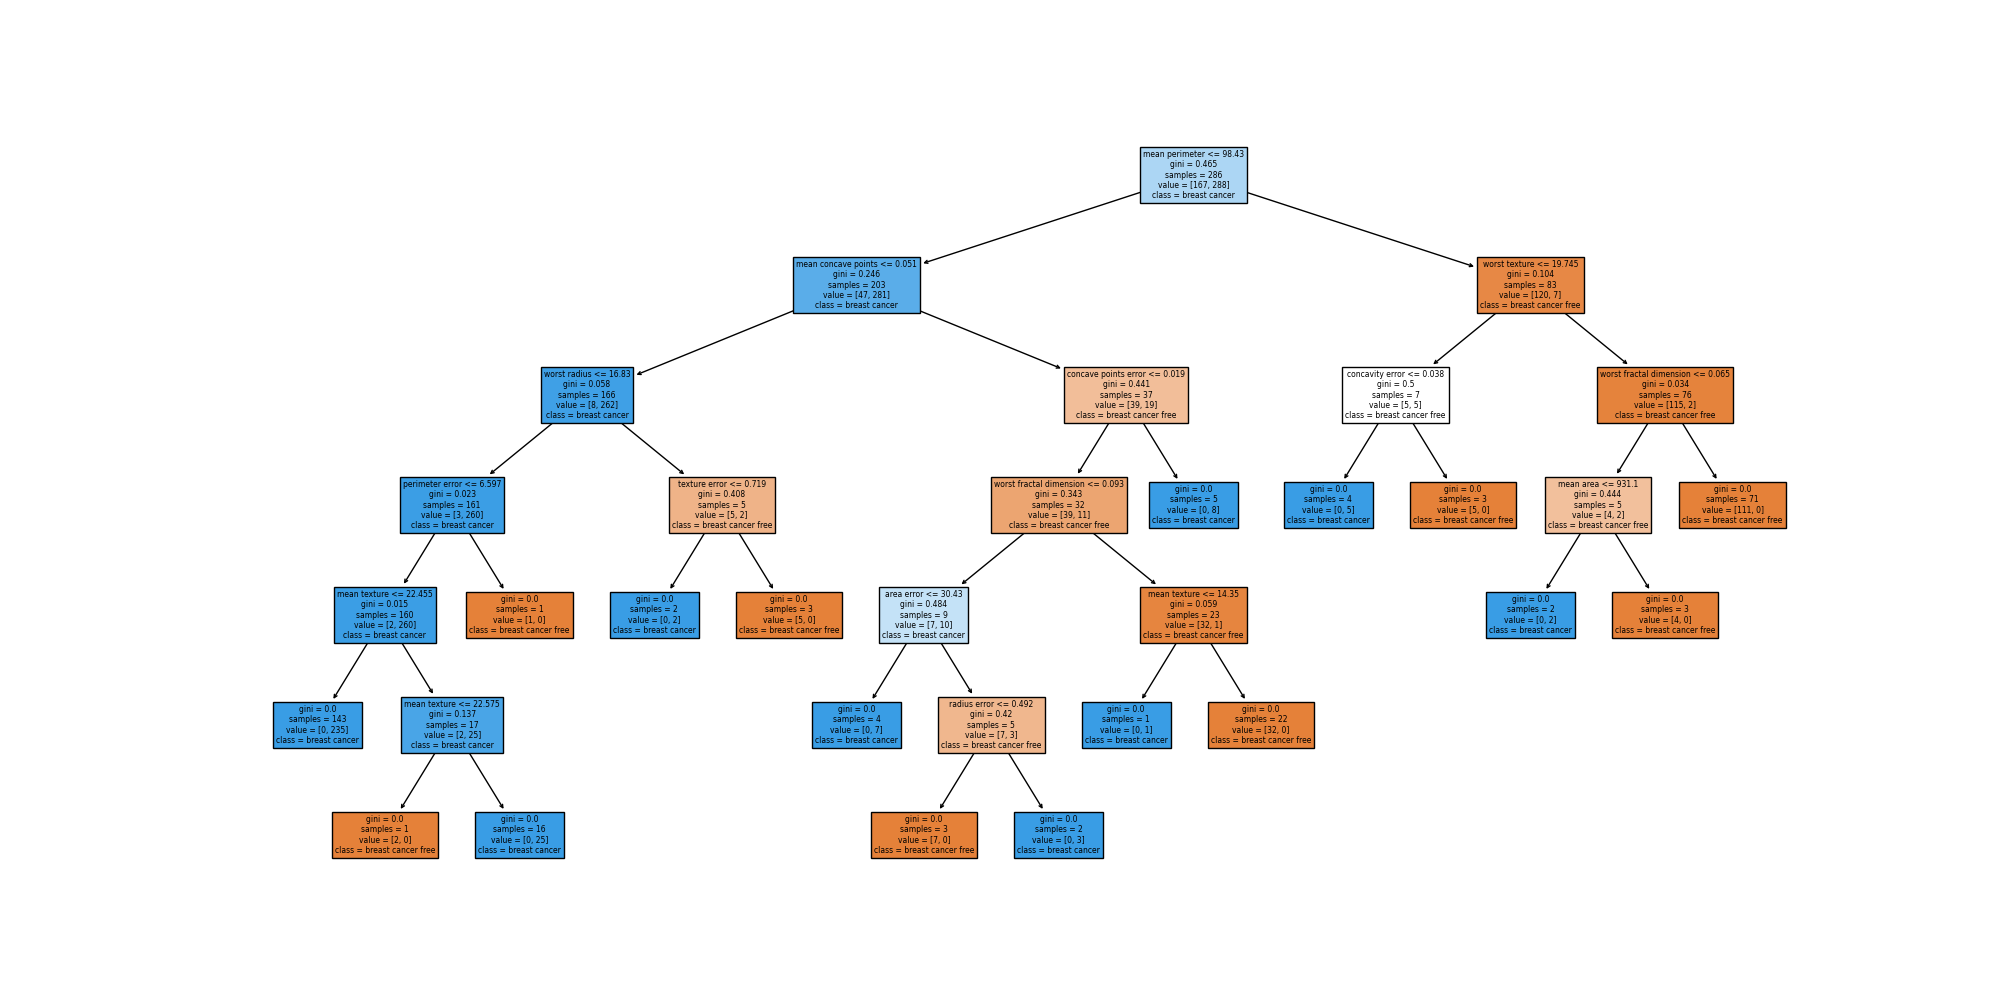 mean perimeter <= 98.43
gini = 0.465
samples = 286
value = [167, 288]
class = breast cancer
mean concave points <= 0.051
gini = 0.246
samples = 203
value = [47, 281]
class = breast cancer
worst texture <= 19.745
gini = 0.104
samples = 83
value = [120, 7]
class = breast cancer free
worst radius <= 16.83
gini = 0.058
samples = 166
value = [8, 262]
class = breast cancer
concave points error <= 0.019
gini = 0.441
samples = 37
value = [39, 19]
class = breast cancer free
concavity error <= 0.038
gini = 0.5
samples = 7
value = [5, 5]
class = breast cancer free
worst fractal dimension <= 0.065
gini = 0.034
samples = 76
value = [115, 2]
class = breast cancer free
perimeter error <= 6.597
gini = 0.023
samples = 161
value = [3, 260]
class = breast cancer
texture error <= 0.719
gini = 0.408
samples = 5
value = [5, 2]
class = breast cancer free
worst fractal dimension <= 0.093
gini = 0.343
samples = 32
value = [39, 11]
class = breast cancer free
gini = 0.0
samples = 5
value = [0, 8]
class = breast cancer
gini = 0.0
samples = 4
value = [0, 5]
class = breast cancer
gini = 0.0
samples = 3
value = [5, 0]
class = breast cancer free
mean area <= 931.1
gini = 0.444
samples = 5
value = [4, 2]
class = breast cancer free
gini = 0.0
samples = 71
value = [111, 0]
class = breast cancer free
mean texture <= 22.455
gini = 0.015
samples = 160
value = [2, 260]
class = breast cancer
gini = 0.0
samples = 1
value = [1, 0]
class = breast cancer free
gini = 0.0
samples = 2
value = [0, 2]
class = breast cancer
gini = 0.0
samples = 3
value = [5, 0]
class = breast cancer free
area error <= 30.43
gini = 0.484
samples = 9
value = [7, 10]
class = breast cancer
mean texture <= 14.35
gini = 0.059
samples = 23
value = [32, 1]
class = breast cancer free
gini = 0.0
samples = 2
value = [0, 2]
class = breast cancer
gini = 0.0
samples = 3
value = [4, 0]
class = breast cancer free
gini = 0.0
samples = 143
value = [0, 235]
class = breast cancer
mean texture <= 22.575
gini = 0.137
samples = 17
value = [2, 25]
class = breast cancer
gini = 0.0
samples = 4
value = [0, 7]
class = breast cancer
radius error <= 0.492
gini = 0.42
samples = 5
value = [7, 3]
class = breast cancer free
gini = 0.0
samples = 1
value = [0, 1]
class = breast cancer
gini = 0.0
samples = 22
value = [32, 0]
class = breast cancer free
gini = 0.0
samples = 1
value = [2, 0]
class = breast cancer free
gini = 0.0
samples = 16
value = [0, 25]
class = breast cancer
gini = 0.0
samples = 3
value = [7, 0]
class = breast cancer free
gini = 0.0
samples = 2
value = [0, 3]
class = breast cancer